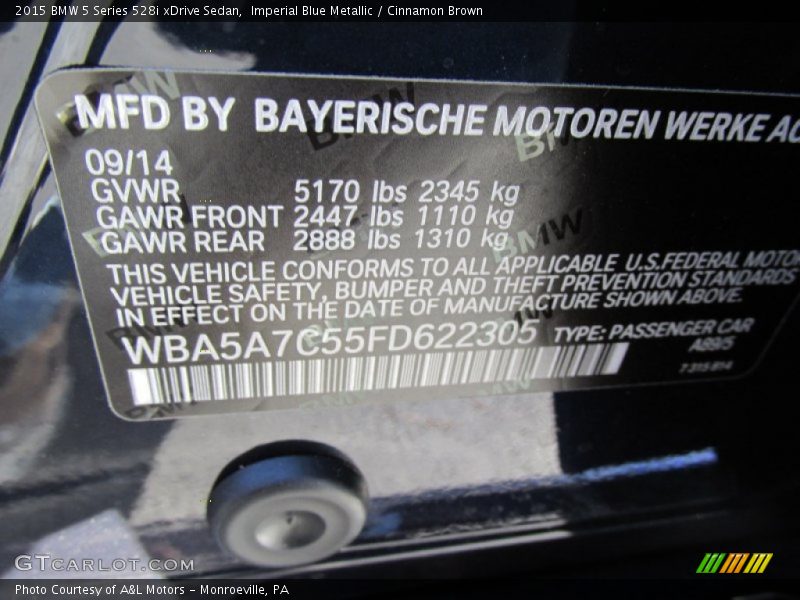 2015 BMW 5 Series 528i xDrive Sedan,  Imperial Blue Metallic / Cinnamon Brown
MFD BY BAYERISCHE MOTOREN WERKE AG
09/14
GVWR 5170 lbs 2345 kg
GAWR FRONT 2447 lbs 1110 kg
GAWR REAR 2888 lbs 1310 kg
THIS VEHICLE CONFORMS TO ALL APPLICABLE U.S.FEDERAL MOTOR
VEHICLE SAFETY, BUMPER AND THEFT PREVENTION STANDARDS
IN EFFECT ON THE DATE OF MANUFACTURE SHOWN ABOVE.
WBA5A7C55FD622305 TYPE: PASSENGER CAR
GTCARLOT.COM
Photo Courtesy of A&L Motors – Monroeville, PA